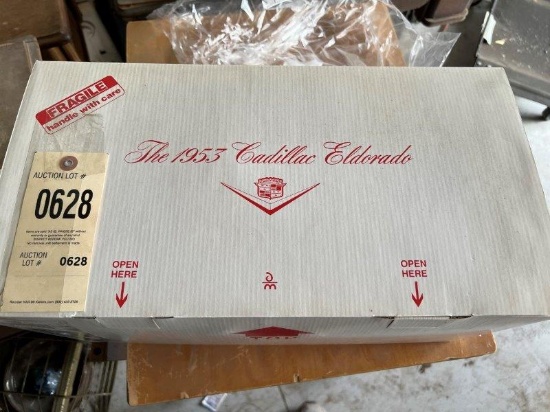 FRAGILE
handle with care
The 1953 Cadillac Eldorado
AUCTION LOT #
0628
AUCTION
LOT #
0628
OPEN
HERE
OPEN
HERE